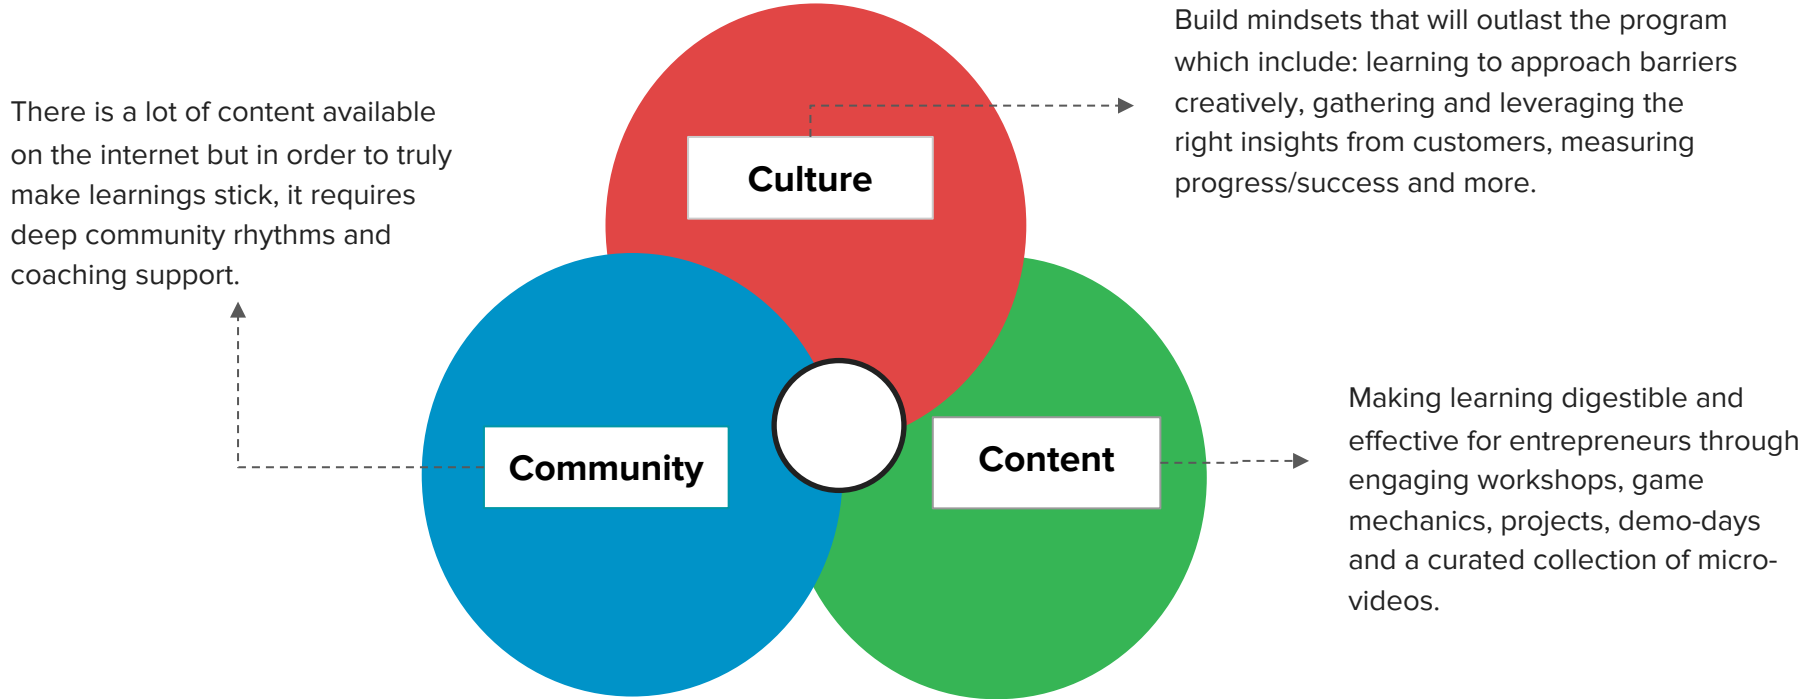 Build mindsets that will outlast the program
which include: learning to approach barriers
creatively, gathering and leveraging the
right insights from customers, measuring
progress/success and more.
There is a lot of content available
on the internet but in order to truly
make learnings stick, it requires
deep community rhythms and
coaching support.
Culture
Community
Content
Making learning digestible and
effective for entrepreneurs through
engaging workshops, game
mechanics, projects, demo-days
and a curated collection of micro-
videos.